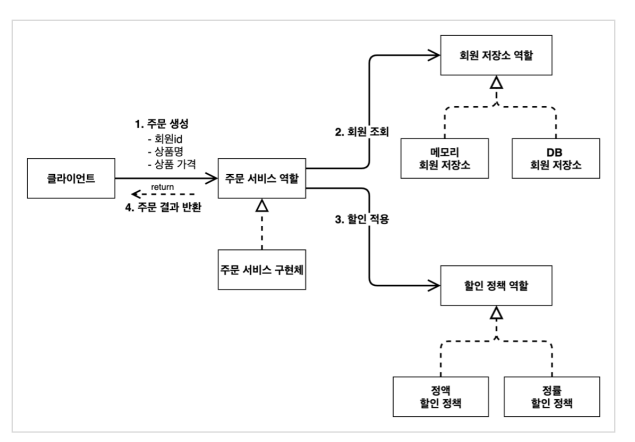 회원 저장소 역할
1. 주문 생성
- 회원id
- 상품명
- 상품 가격
2. 회원 조회
메모리
회원 저장소
DB
회원 저장소
클라이언트
return
4. 주문 결과 반환
주문 서비스 역할
3. 할인 적용
주문 서비스 구현체
할인 정책 역할
정액
할인 정책
정률
할인 정책